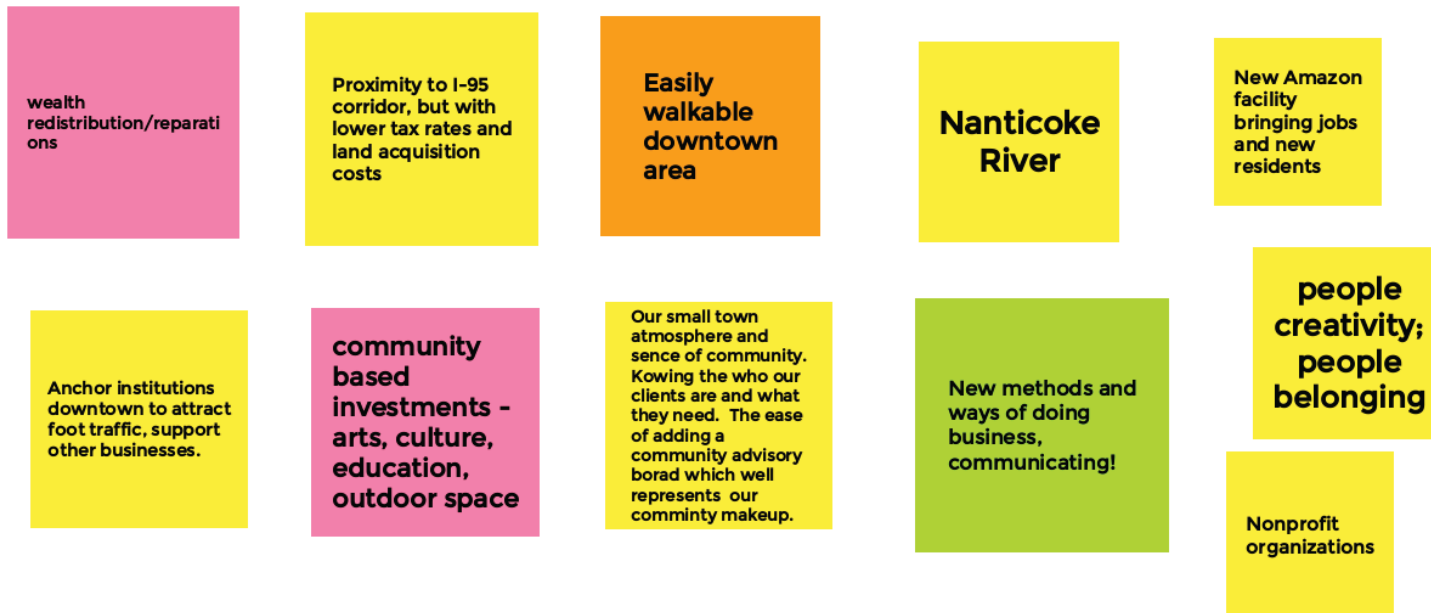 wealth
redistribution/reparati
ons
Proximity to I-95
corridor, but with
lower tax rates and
land acquisition
costs
Easily
walkable
downtown
area
Nanticoke
River
New Amazon
facility
bringing jobs
and new
residents
Anchor institutions
downtown to attract
foot traffic, support
other businesses.
community
based
investments -
arts, culture,
education,
outdoor space
Our small town
atmosphere and
sence of community.
Kowing the who our
clients are and what
they need.  The ease
of adding a
community advisory
borad which well
represents  our
comminty makeup.
New methods and
ways of doing
business,
communicating!
people
creativity;
people
belonging
Nonprofit
organizations